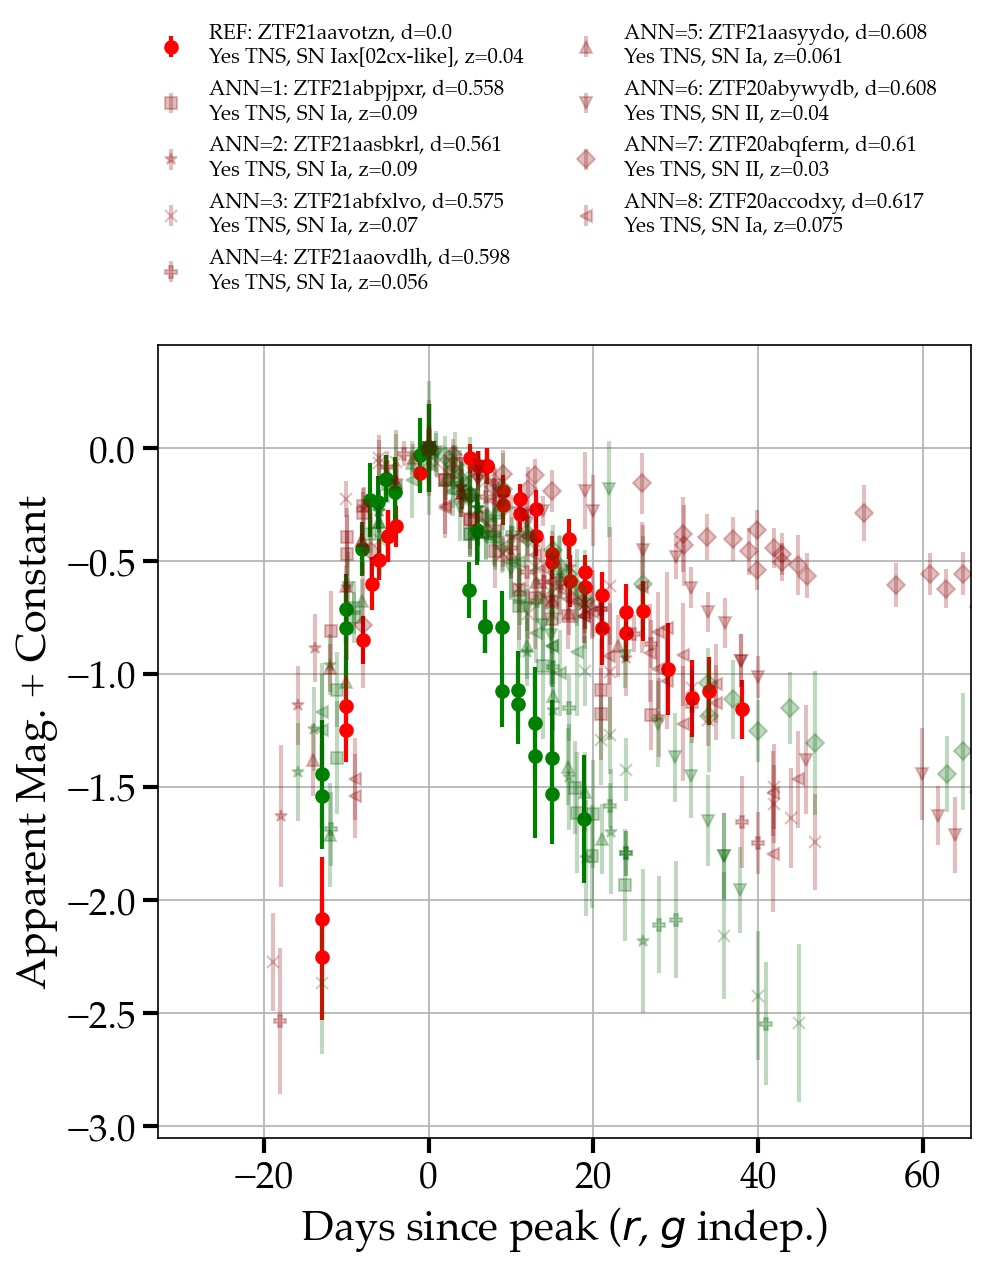 REF: ZTF21aavotzn, d=0.0
Yes TNS, SN Iax[02cx-like], z=0.04
ANN=1: ZTF21abpjpxr, d=0.558
Yes TNS, SN Ia, z=0.09
ANN=2: ZTF21aasbkrl, d=0.561
Yes TNS, SN Ia, z=0.09
ANN=3: ZTF21abfxlvo, d=0.575
Yes TNS, SN Ia, z=0.07
ANN=4: ZTF21aaovdlh, d=0.598
Yes TNS, SN Ia, z=0.056
ANN=5: ZTF21aasyydo, d=0.608
Yes TNS, SN Ia, z=0.061
ANN=6: ZTF20abywydb, d=0.608
Yes TNS, SN II, z=0.04
ANN=7: ZTF20abqferm, d=0.61
Yes TNS, SN II, z=0.03
ANN=8: ZTF20accodxy, d=0.617
Yes TNS, SN Ia, z=0.075
Apparent Mag. + Constant
0.0
−0.5
−1.0
−1.5
−2.0
−2.5
−3.0
−20
0
20
40
60
Days since peak (r, g indep.)